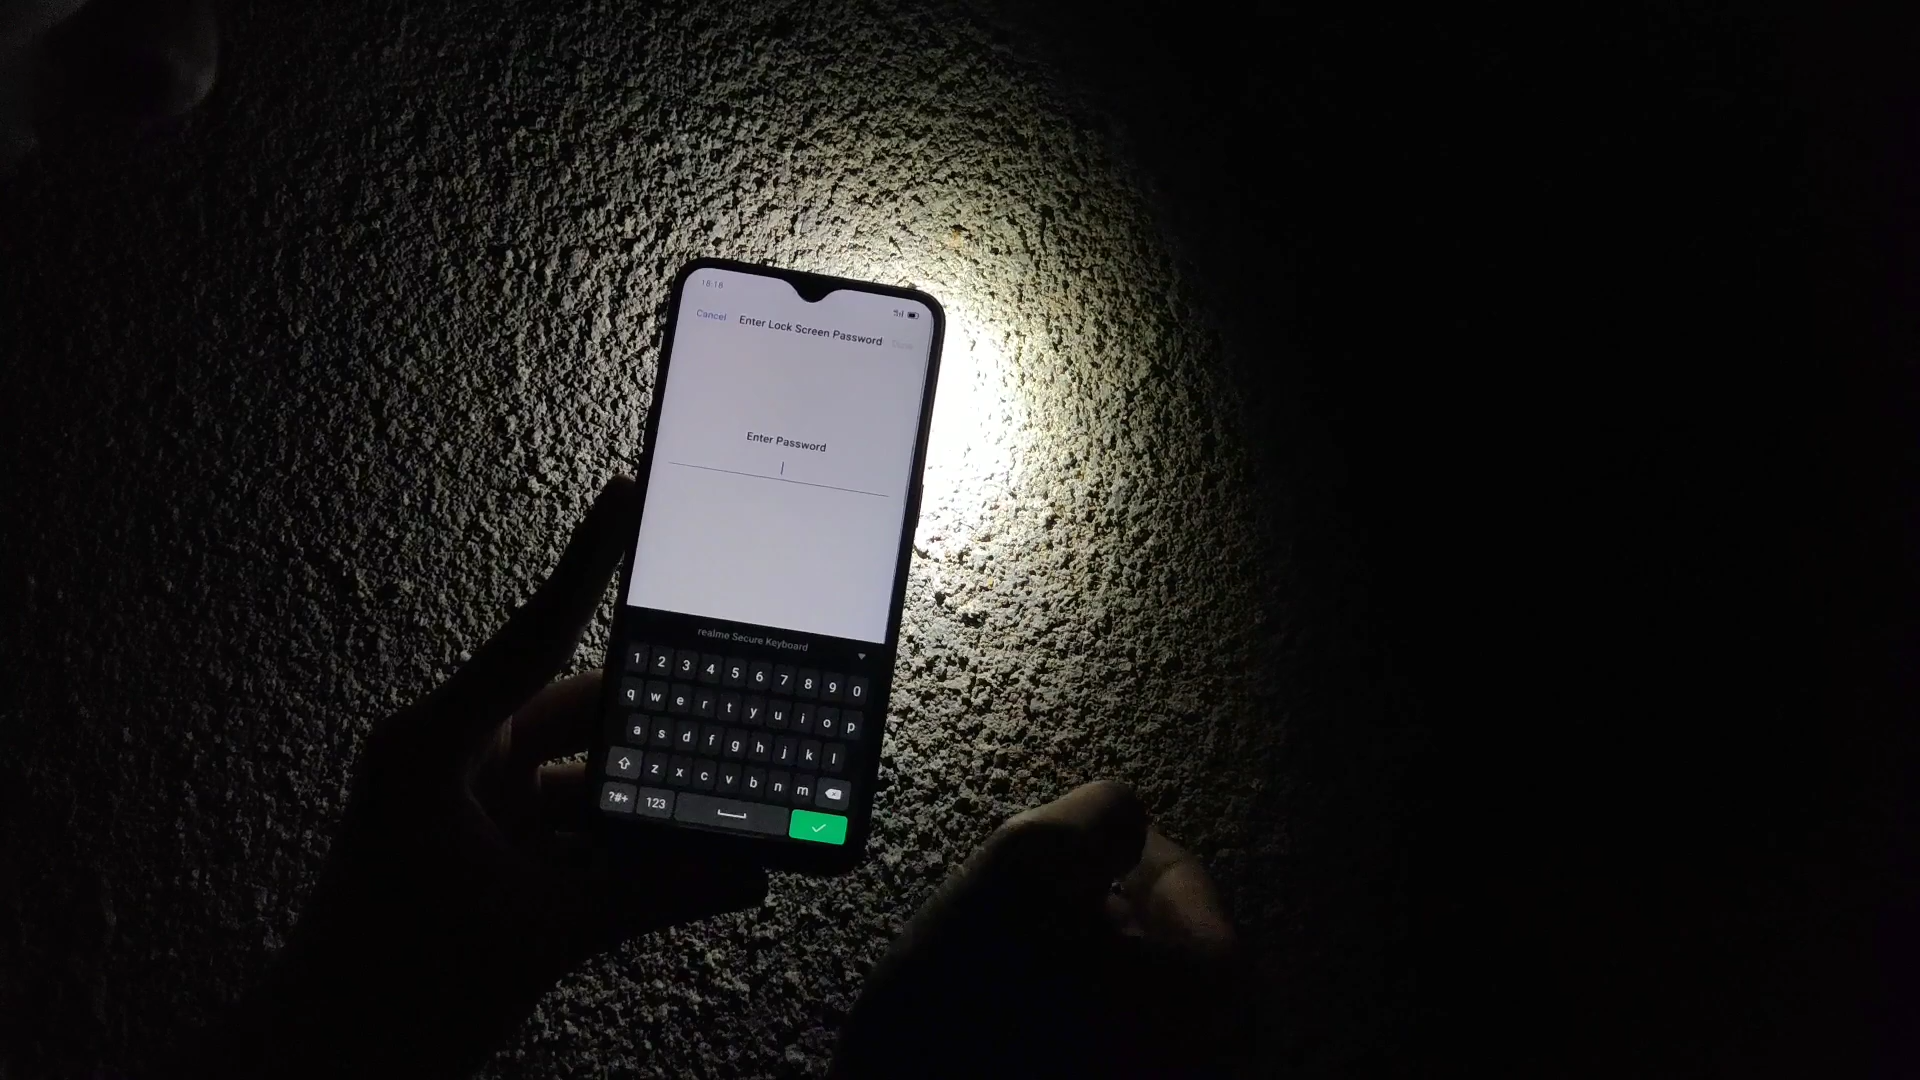 18:18
Cancel Enter Lock Screen Password Done
Enter Password
realme Secure Keyboard
1 2 3 4 5 6 7 8 9 0
q w e r t y u i o p
a s d f g h j k l
z x c v b n m
?#+ 123